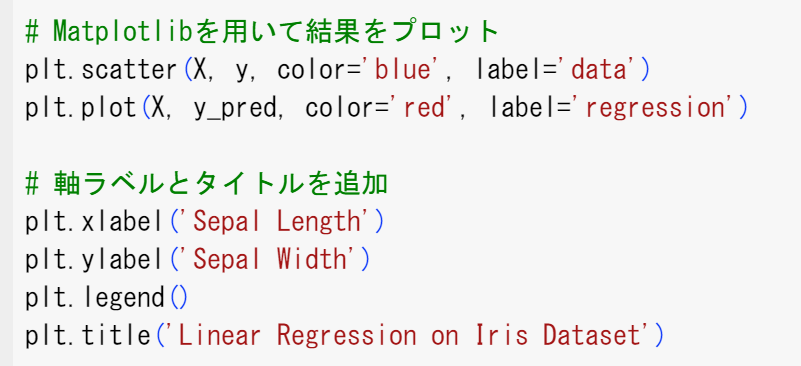 # Matplotlibを用いて結果をプロット
plt.scatter(X, y, color='blue', label='data')
plt.plot(X, y_pred, color='red', label='regression')
# 軸ラベルとタイトルを追加
plt.xlabel('Sepal Length')
plt.ylabel('Sepal Width')
plt.legend()
plt.title('Linear Regression on Iris Dataset')